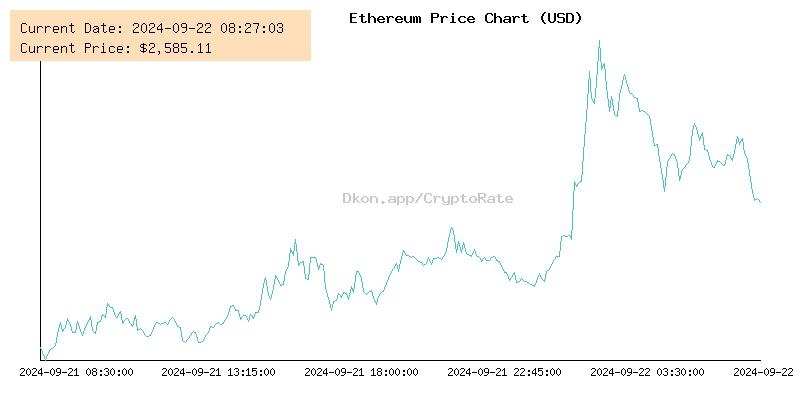 Ethereum Price Chart (USD)
Current Date: 2024-09-22 08:27:03
Current Price: $2,585.11
Dkon.app/CryptoRate
2024-09-21 08:30:00 2024-09-21 13:15:00 2024-09-21 18:00:00 2024-09-21 22:45:00 2024-09-22 03:30:00 2024-09-22